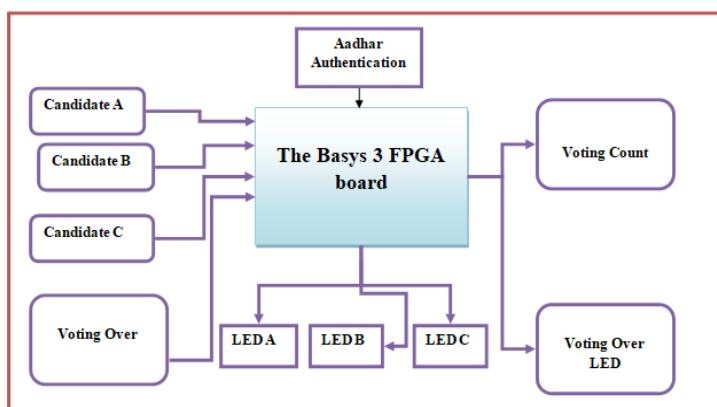 Aadhar
Authentication
Candidate A
Candidate B
Candidate C
Voting Over
The Basys 3 FPGA
board
Voting Count
LED A
LED B
LED C
Voting Over
LED